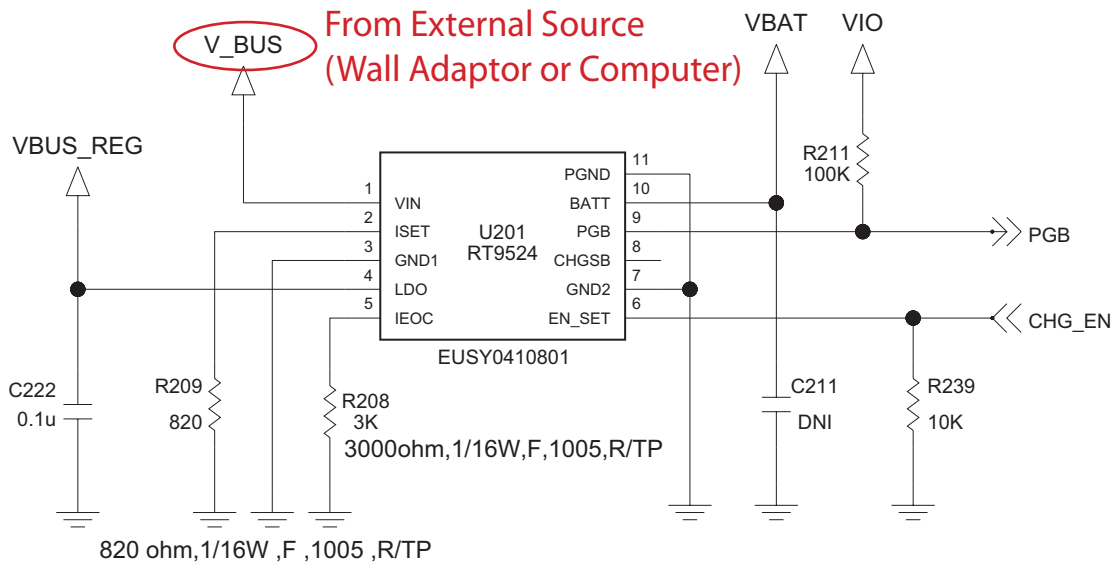 From External Source
(Wall Adaptor or Computer)
V_BUS
VBAT
VIO
VBUS_REG
R211
100K
1
2
3
4
5
VIN
ISET
GND1
LDO
IEOC
U201
RT9524
PGND
BATT
PGB
CHGSB
GND2
EN_SET
11
10
9
8
7
6
PGB
CHG_EN
EUSY0410801
C222
0.1u
R209
820
R208
3K
3000ohm,1/16W,F,1005,R/TP
C211
DNI
R239
10K
820 ohm,1/16W ,F ,1005 ,R/TP